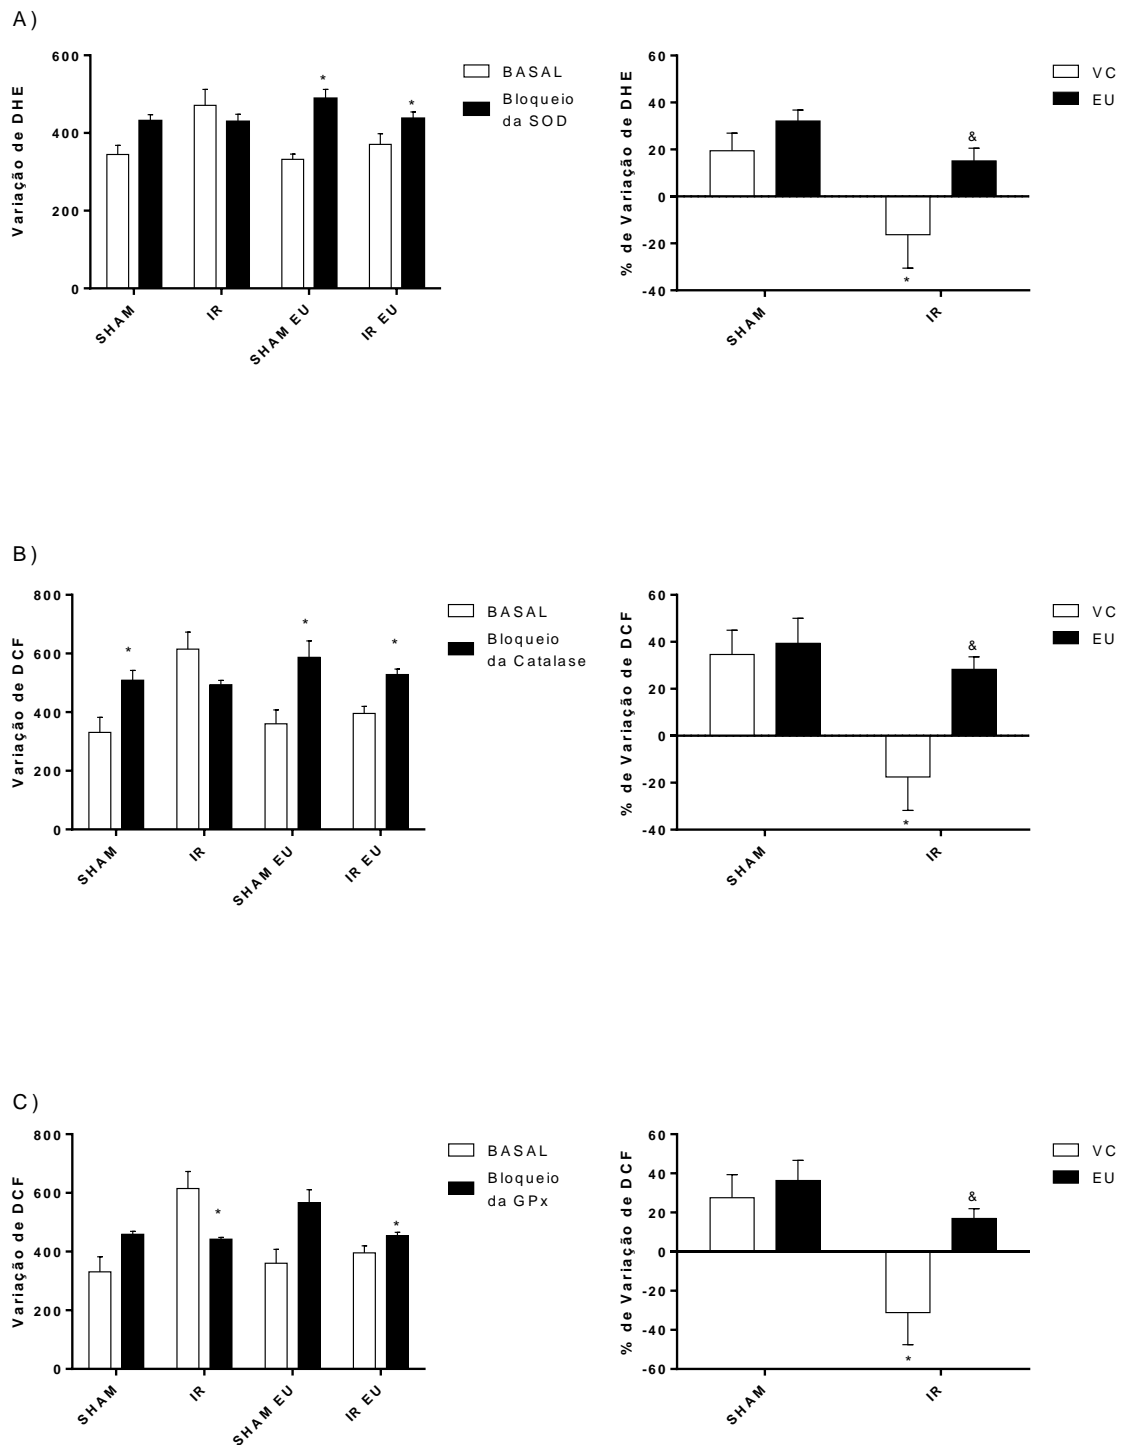 A)
Variação de DHE
600
400
200
0
*
*
SHAM
IR
SHAM EU
IR EU
BASAL
Bloqueio
da SOD
% de Variação de DHE
60
40
20
0
-20
-40
&
*
SHAM
IR
VC
EU
B)
Variação de DCF
800
600
400
200
0
*
*
*
SHAM
IR
SHAM EU
IR EU
BASAL
Bloqueio
da Catalase
% de Variação de DCF
60
40
20
0
-20
-40
&
*
SHAM
IR
VC
EU
C)
Variação de DCF
800
600
400
200
0
*
*
SHAM
IR
SHAM EU
IR EU
BASAL
Bloqueio
da GPx
% de Variação de DCF
60
40
20
0
-20
-40
-60
&
*
SHAM
IR
VC
EU